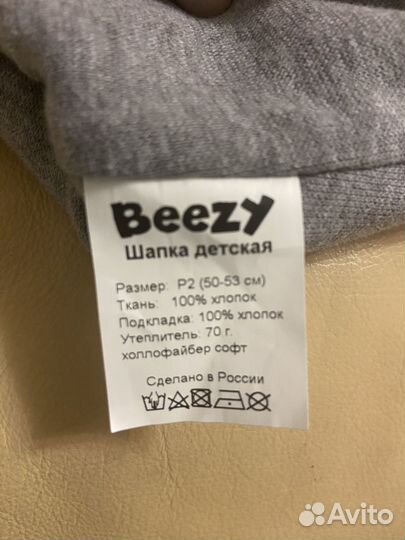 Beezy
Шапка детская
Размер: Р2 (50-53 см)
Ткань: 100% хлопок
Подкладка: 100% хлопок
Утеплитель: 70 г.
холлофайбер софт
Сделано в России
Avito